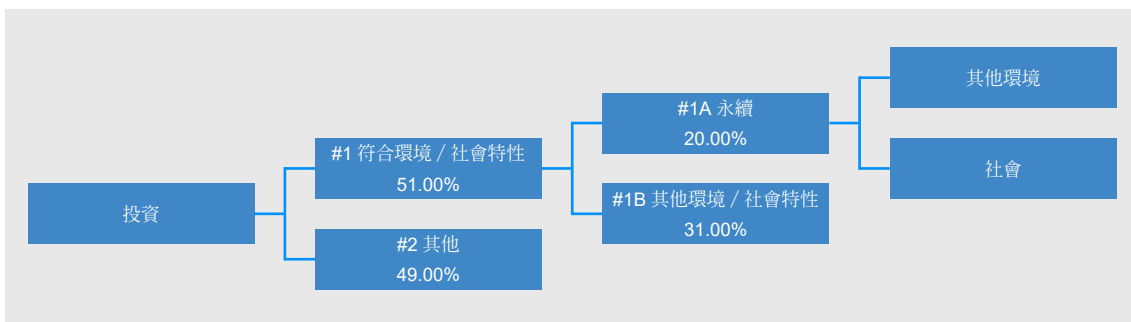 其他環境
#1A 永續
20.00%
#1 符合環境 / 社會特性
51.00%
社會
投資
#1B 其他環境 / 社會特性
31.00%
#2 其他
49.00%